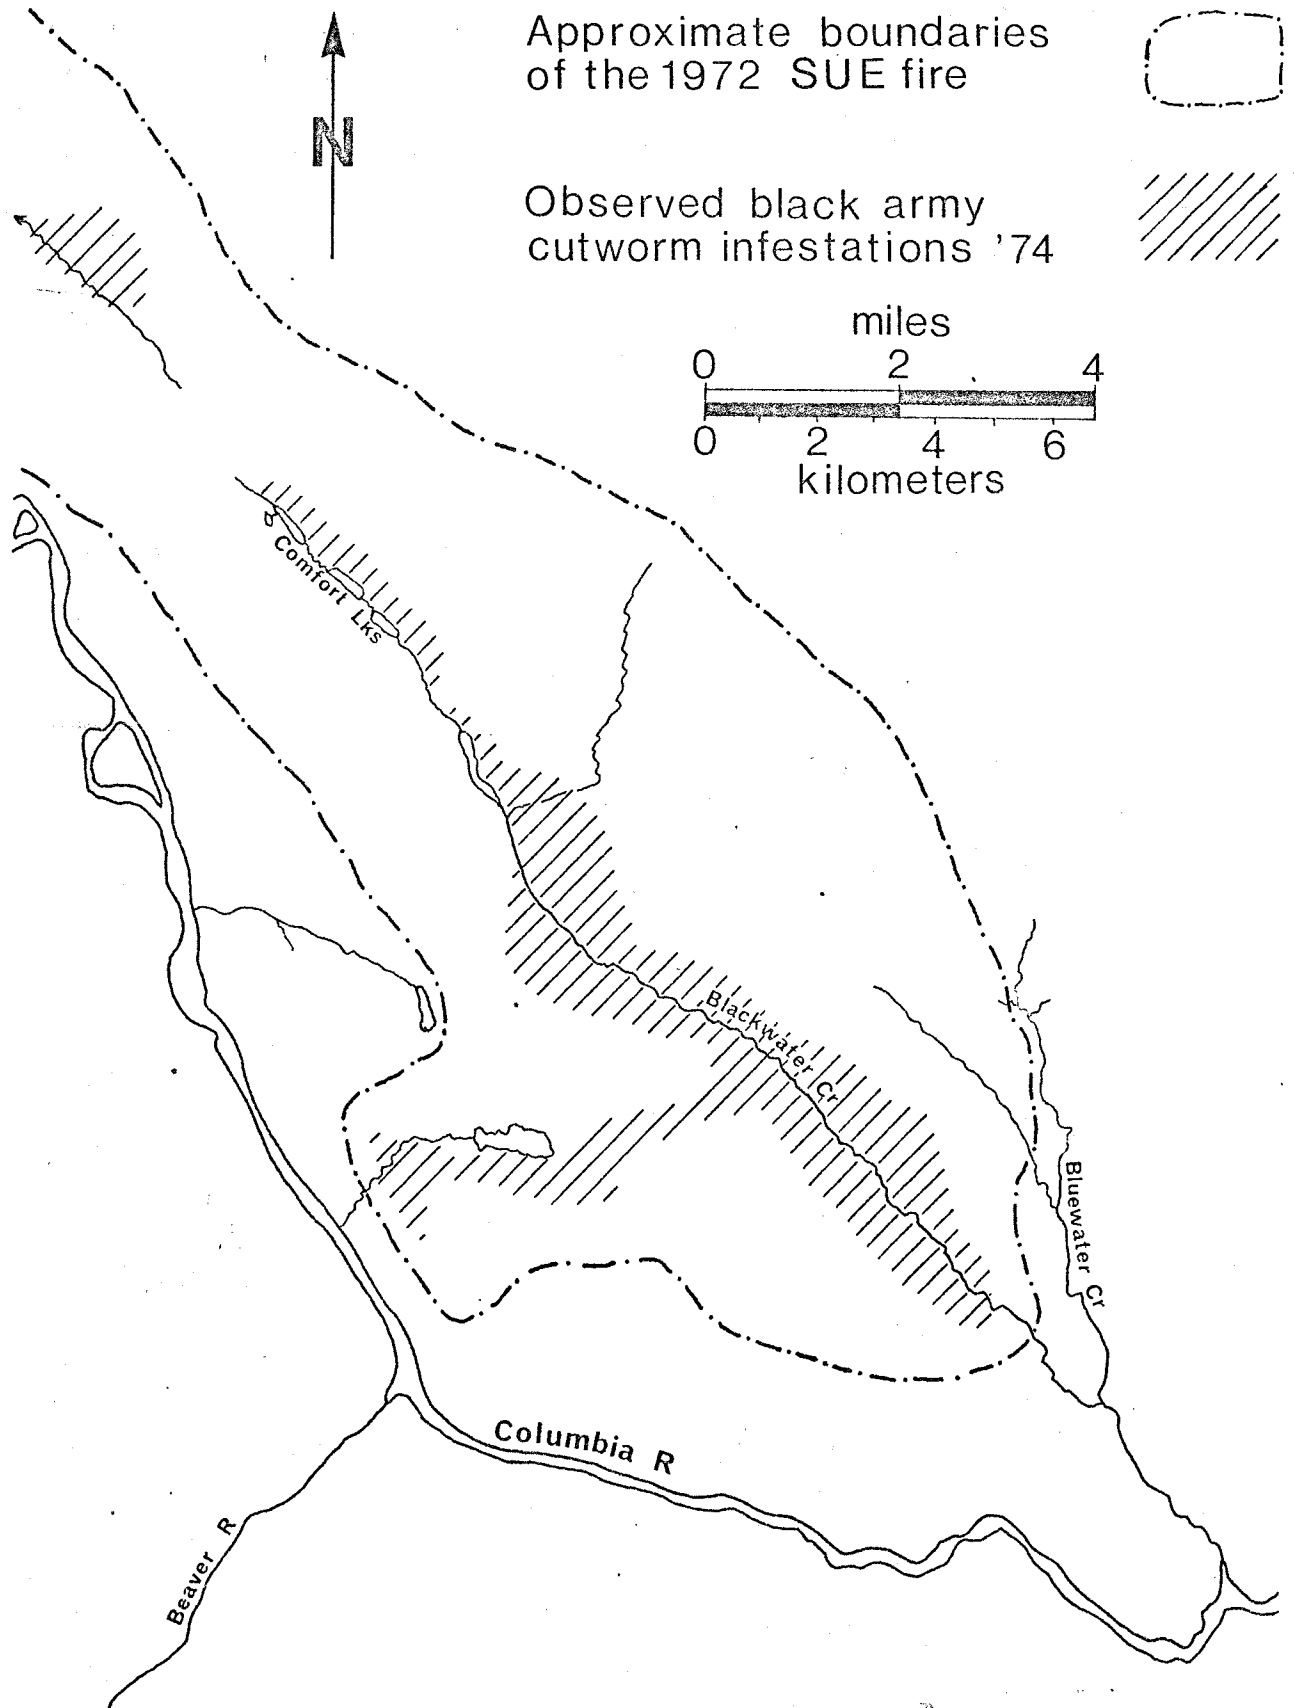 Approximate boundaries
of the 1972 SUE fire
N
Observed black army
cutworm infestations '74
miles
0 2 4
0 2 4 6
kilometers
Comfort Lks
Blackwater Cr
Bluewater Cr
Columbia R
Beaver R